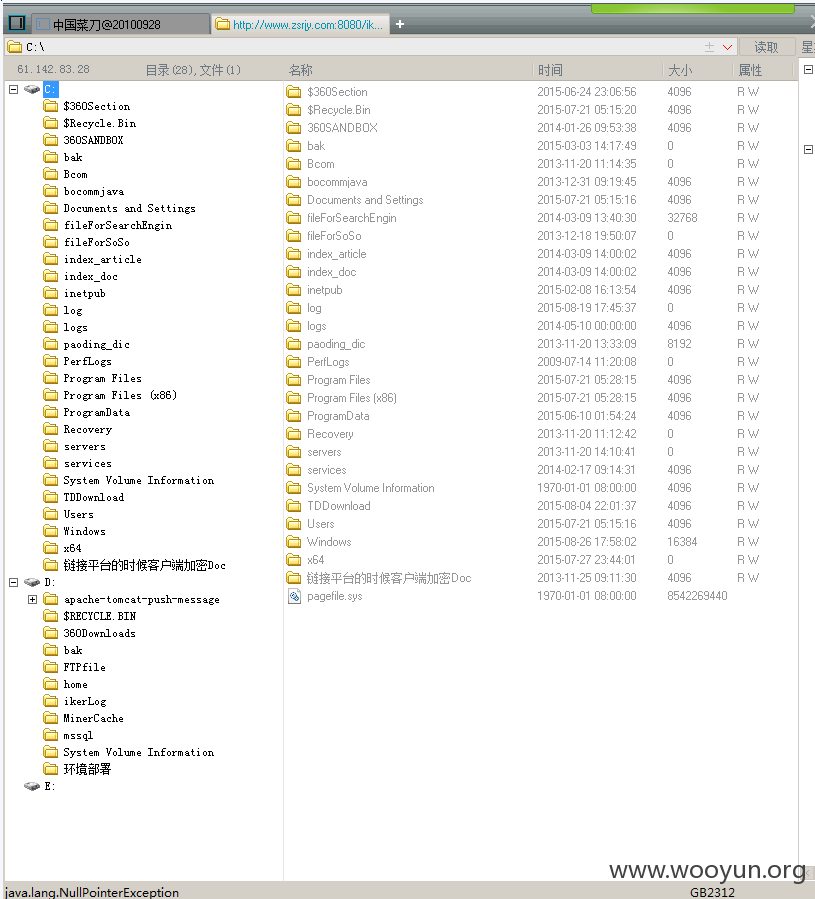 中国菜刀@20100928
http://www.zsrjy.com:8080/ik...
+
C:\
读取
61.142.83.28 目录(28),文件(1)
名称 时间 大小 属性
C:
$360Section
$Recycle.Bin
360SANDBOX
bak
Bcom
bocommjava
Documents and Settings
fileForSearchEngin
fileForSoSo
index_article
index_doc
inetpub
log
logs
paoding_dic
PerfLogs
Program Files
Program Files (x86)
ProgramData
Recovery
servers
services
System Volume Information
TDDownload
Users
Windows
x64
链接平台的时候客户端加密Doc
D:
apache-tomcat-push-message
$RECYCLE.BIN
360Downloads
bak
FTPfile
home
ikerLog
MinerCache
mssql
System Volume Information
环境部署
E:
$360Section 2015-06-24 23:06:56 4096 R W
$Recycle.Bin 2015-07-21 05:15:20 4096 R W
360SANDBOX 2014-01-26 09:53:38 4096 R W
bak 2015-03-03 14:17:49 0 R W
Bcom 2013-11-20 11:14:35 0 R W
bocommjava 2013-12-31 09:19:45 4096 R W
Documents and Settings 2015-07-21 05:15:16 4096 R W
fileForSearchEngin 2014-03-09 13:40:30 32768 R W
fileForSoSo 2013-12-18 19:50:07 0 R W
index_article 2014-03-09 14:00:02 4096 R W
index_doc 2014-03-09 14:00:02 4096 R W
inetpub 2015-02-08 16:13:54 4096 R W
log 2015-08-19 17:45:37 0 R W
logs 2014-05-10 00:00:00 4096 R W
paoding_dic 2013-11-20 13:33:09 8192 R W
PerfLogs 2009-07-14 11:20:08 0 R W
Program Files 2015-07-21 05:28:15 4096 R W
Program Files (x86) 2015-07-21 05:28:15 4096 R W
ProgramData 2015-06-10 01:54:24 4096 R W
Recovery 2013-11-20 11:12:42 0 R W
servers 2013-11-20 14:10:41 0 R W
services 2014-02-17 09:14:31 4096 R W
System Volume Information 1970-01-01 08:00:00 4096 R W
TDDownload 2015-08-04 22:01:37 4096 R W
Users 2015-07-21 05:15:16 4096 R W
Windows 2015-08-26 17:58:02 16384 R W
x64 2015-07-27 23:44:01 0 R W
链接平台的时候客户端加密Doc 2013-11-25 09:11:30 4096 R W
pagefile.sys 1970-01-01 08:00:00 8542269440
www.wooyun.org
java.lang.NullPointerException GB2312